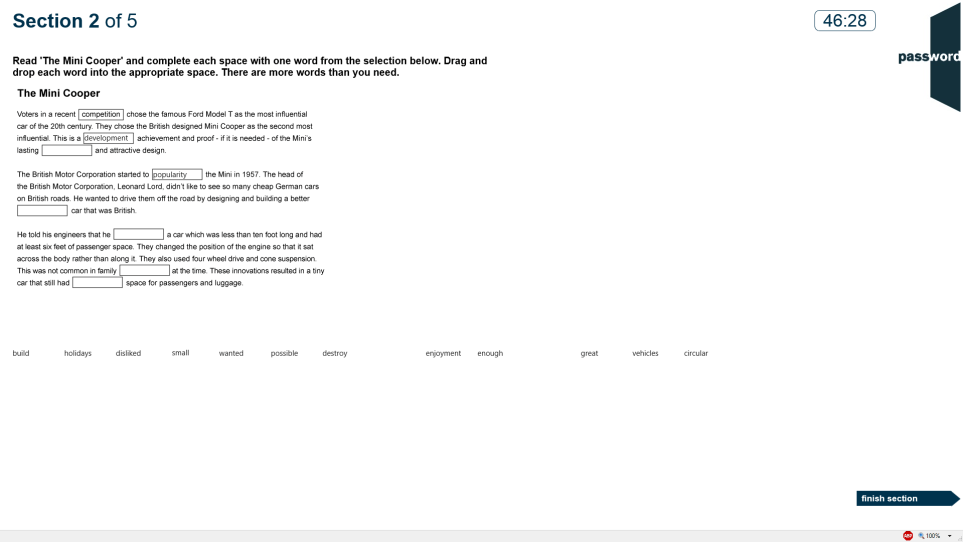 Section 2 of 5
46:28
password
Read 'The Mini Cooper' and complete each space with one word from the selection below. Drag and
drop each word into the appropriate space. There are more words than you need.
The Mini Cooper
Voters in a recent competition chose the famous Ford Model T as the most influential
car of the 20th century. They chose the British designed Mini Cooper as the second most
influential. This is a development achievement and proof - if it is needed - of the Mini's
lasting and attractive design.
The British Motor Corporation started to popularity the Mini in 1957. The head of
the British Motor Corporation, Leonard Lord, didn't like to see so many cheap German cars
on British roads. He wanted to drive them off the road by designing and building a better
car that was British.
He told his engineers that he a car which was less than ten foot long and had
at least six feet of passenger space. They changed the position of the engine so that it sat
across the body rather than along it. They also used four wheel drive and cone suspension.
This was not common in family at the time. These innovations resulted in a tiny
car that still had space for passengers and luggage.
build holidays disliked small wanted possible destroy enjoyment enough great vehicles circular
finish section
ABP 100%